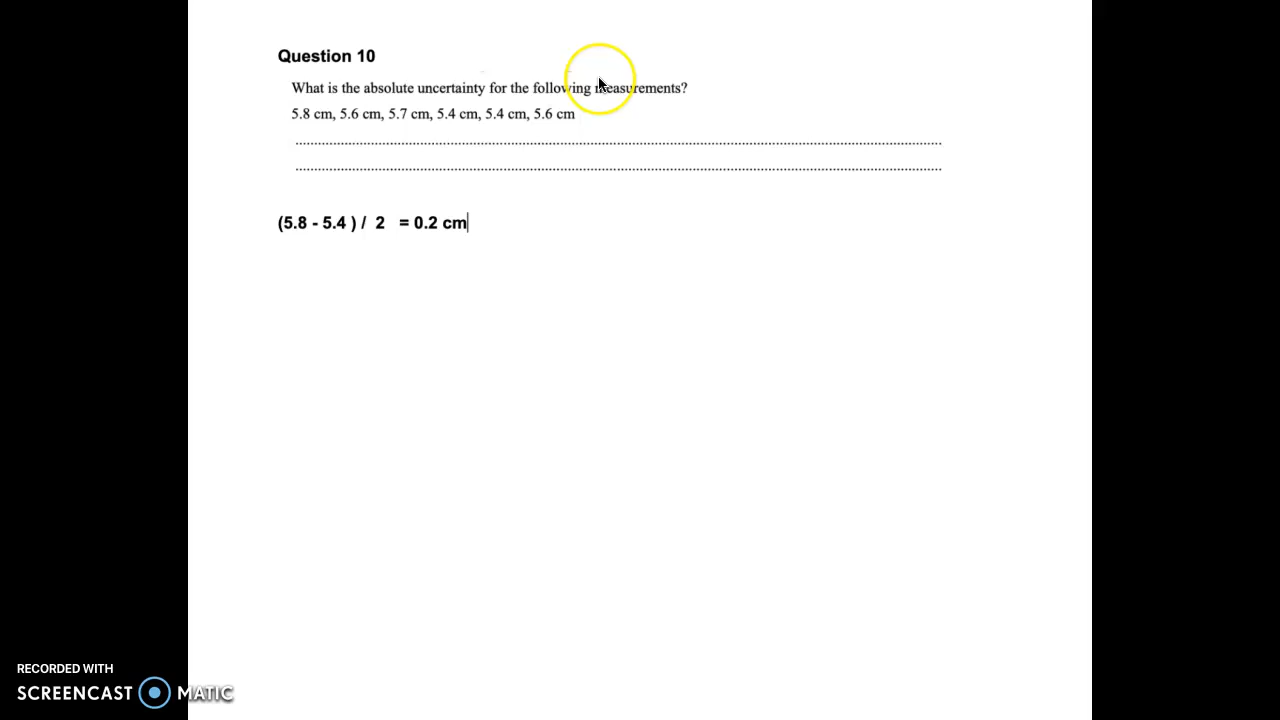 Question 10
What is the absolute uncertainty for the following measurements?
5.8 cm, 5.6 cm, 5.7 cm, 5.4 cm, 5.4 cm, 5.6 cm
(5.8 - 5.4 ) / 2 = 0.2 cm
RECORDED WITH
SCREENCAST MATIC